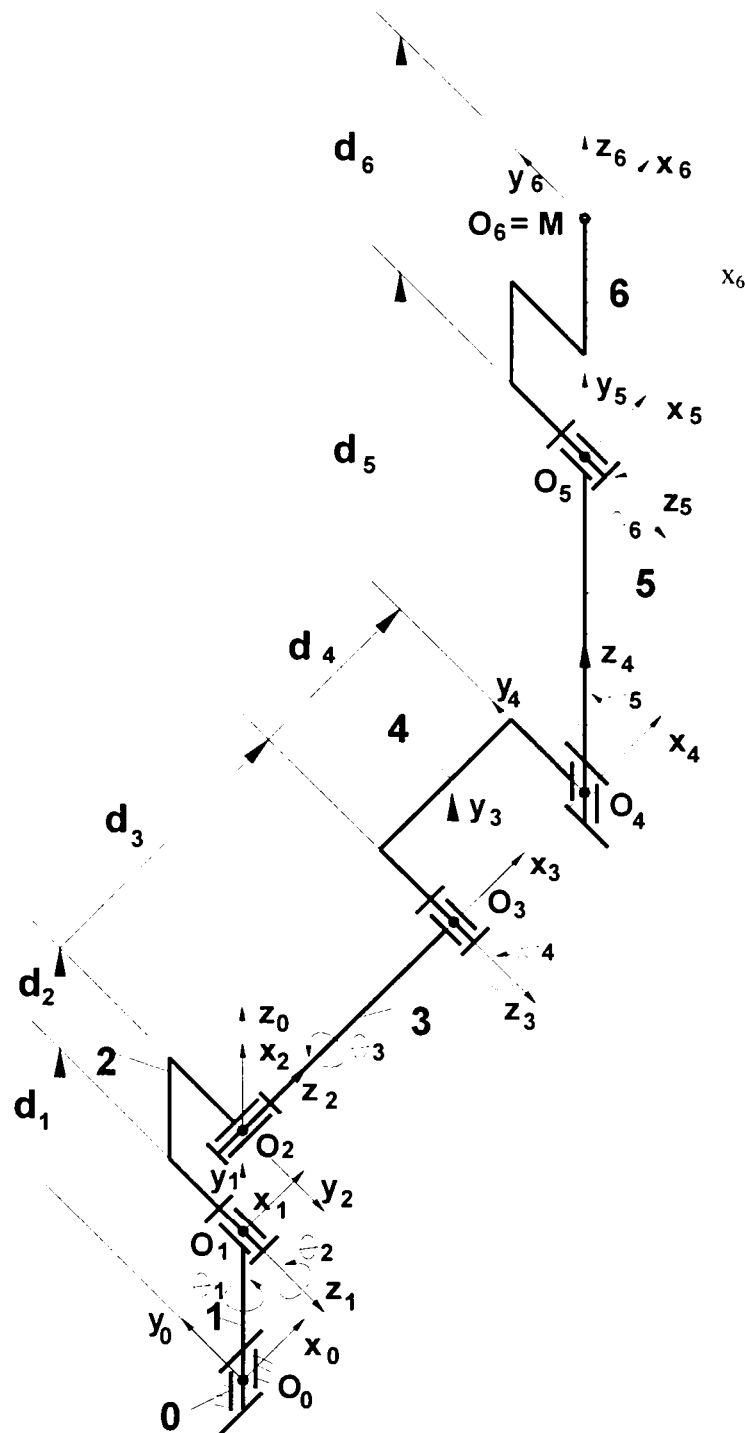 d₆
z₆
x₆
y₆
O₆ = M
6
x₆
y₅
x₅
d₅
O₅
z₅
6
5
d₄
z₄
y₄
5
4
x₄
y₃
O₄
d₃
x₃
O₃
4
d₂
z₃
z₀
3
x₂
3
2
z₂
d₁
O₂
y₁
x₁
y₂
O₁
2
1
z₁
1
y₀
x₀
O₀
0